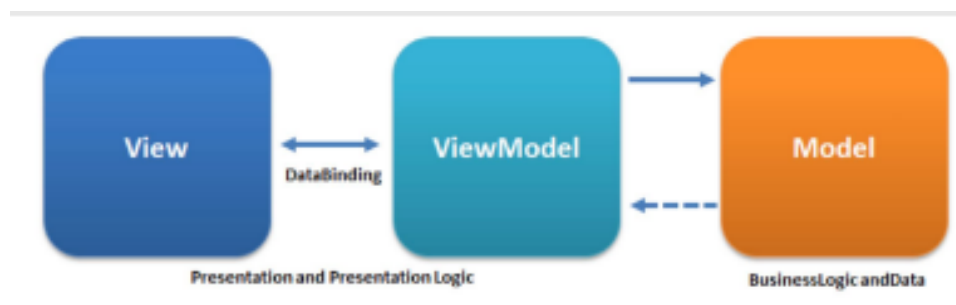 View
ViewModel
Model
DataBinding
Presentation and Presentation Logic
BusinessLogic andData